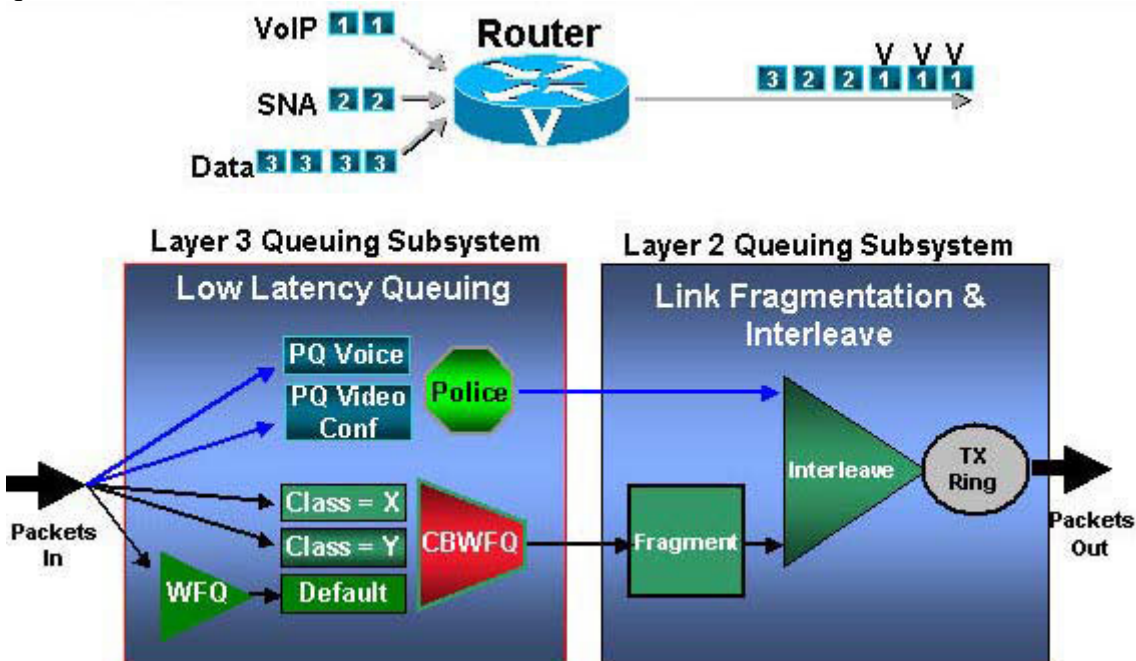 VoIP 1 1
Router
V V V
3 2 2 1 1 1
SNA 2 2
V
Data 3 3 3 3
Layer 3 Queuing Subsystem
Low Latency Queuing
PQ Voice
PQ Video
Conf
Police
Class = X
Class = Y
CBWFQ
WFQ
Default
Packets
In
Layer 2 Queuing Subsystem
Link Fragmentation &
Interleave
Interleave
TX
Ring
Fragment
Packets
Out